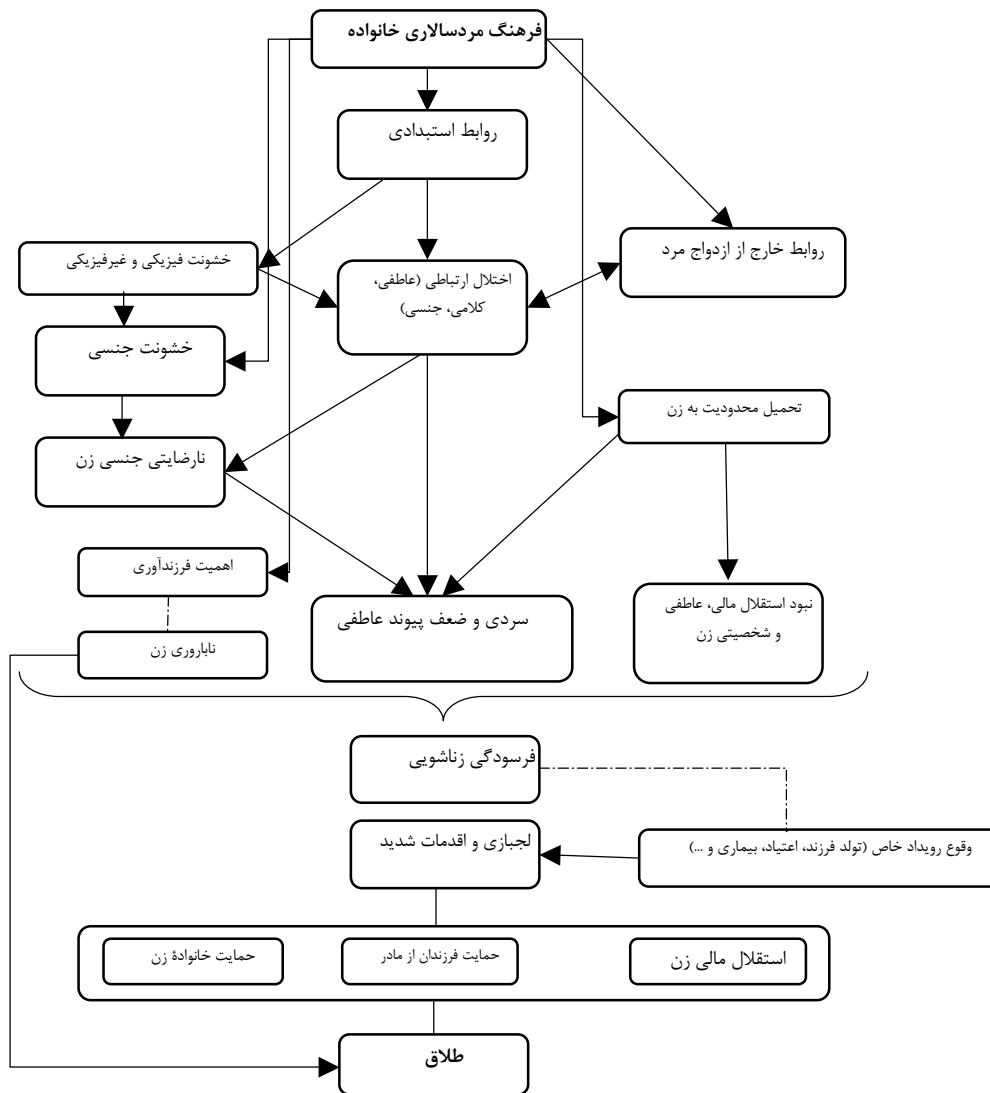 فرهنگ مردسالاری خانواده
روابط استبدادی
روابط خارج از ازدواج مرد
خشونت فیزیکی و غیرفیزیکی
اختلال ارتباطی (عاطفی،
کلامی، جنسی)
خشونت جنسی
تحمیل محدودیت به زن
نارضایتی جنسی زن
اهمیت فرزندآوری
نبود استقلال مالی، عاطفی
و شخصیتی زن
سردی و ضعف پیوند عاطفی
ناباروری زن
فرسودگی زناشویی
لجبازی و اقدمات شدید
وقوع رویداد خاص (تولد فرزند، اعتیاد، بیماری و ...)
استقلال مالی زن
حمایت فرزندان از مادر
حمایت خانوادۀ زن
طلاق